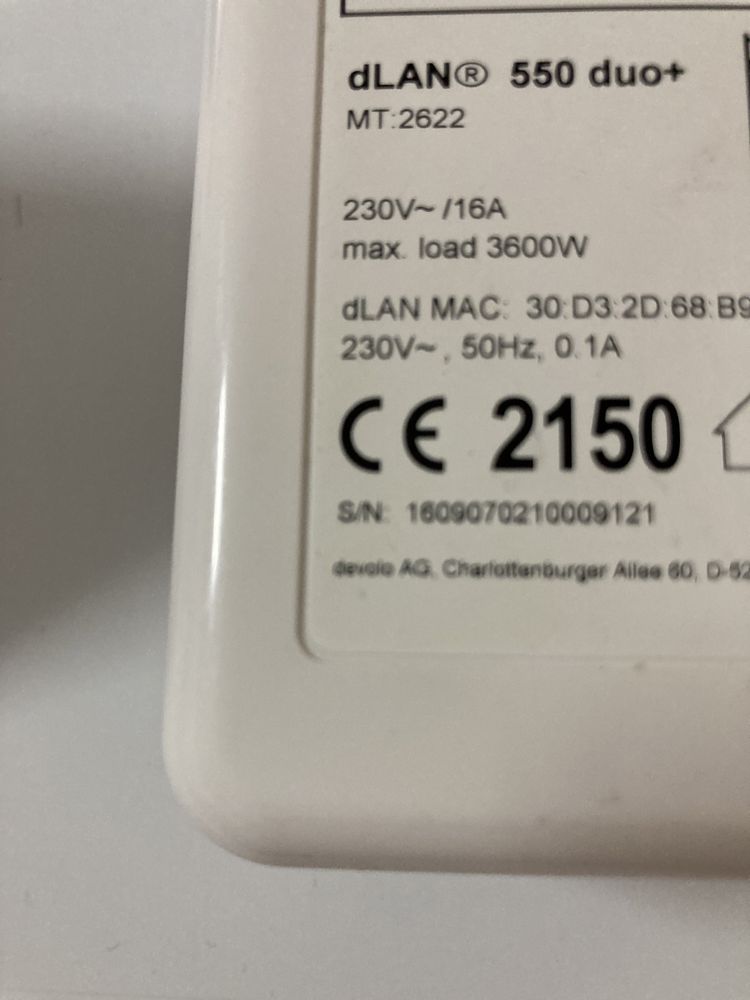 dLAN® 550 duo+
MT:2622
230V~ /16A
max. load 3600W
dLAN MAC: 30:D3:2D:68:B9
230V~, 50Hz, 0.1A
CE 2150
S/N: 1609070210009121
devolo AG, Charlottenburger Allee 60, D-52